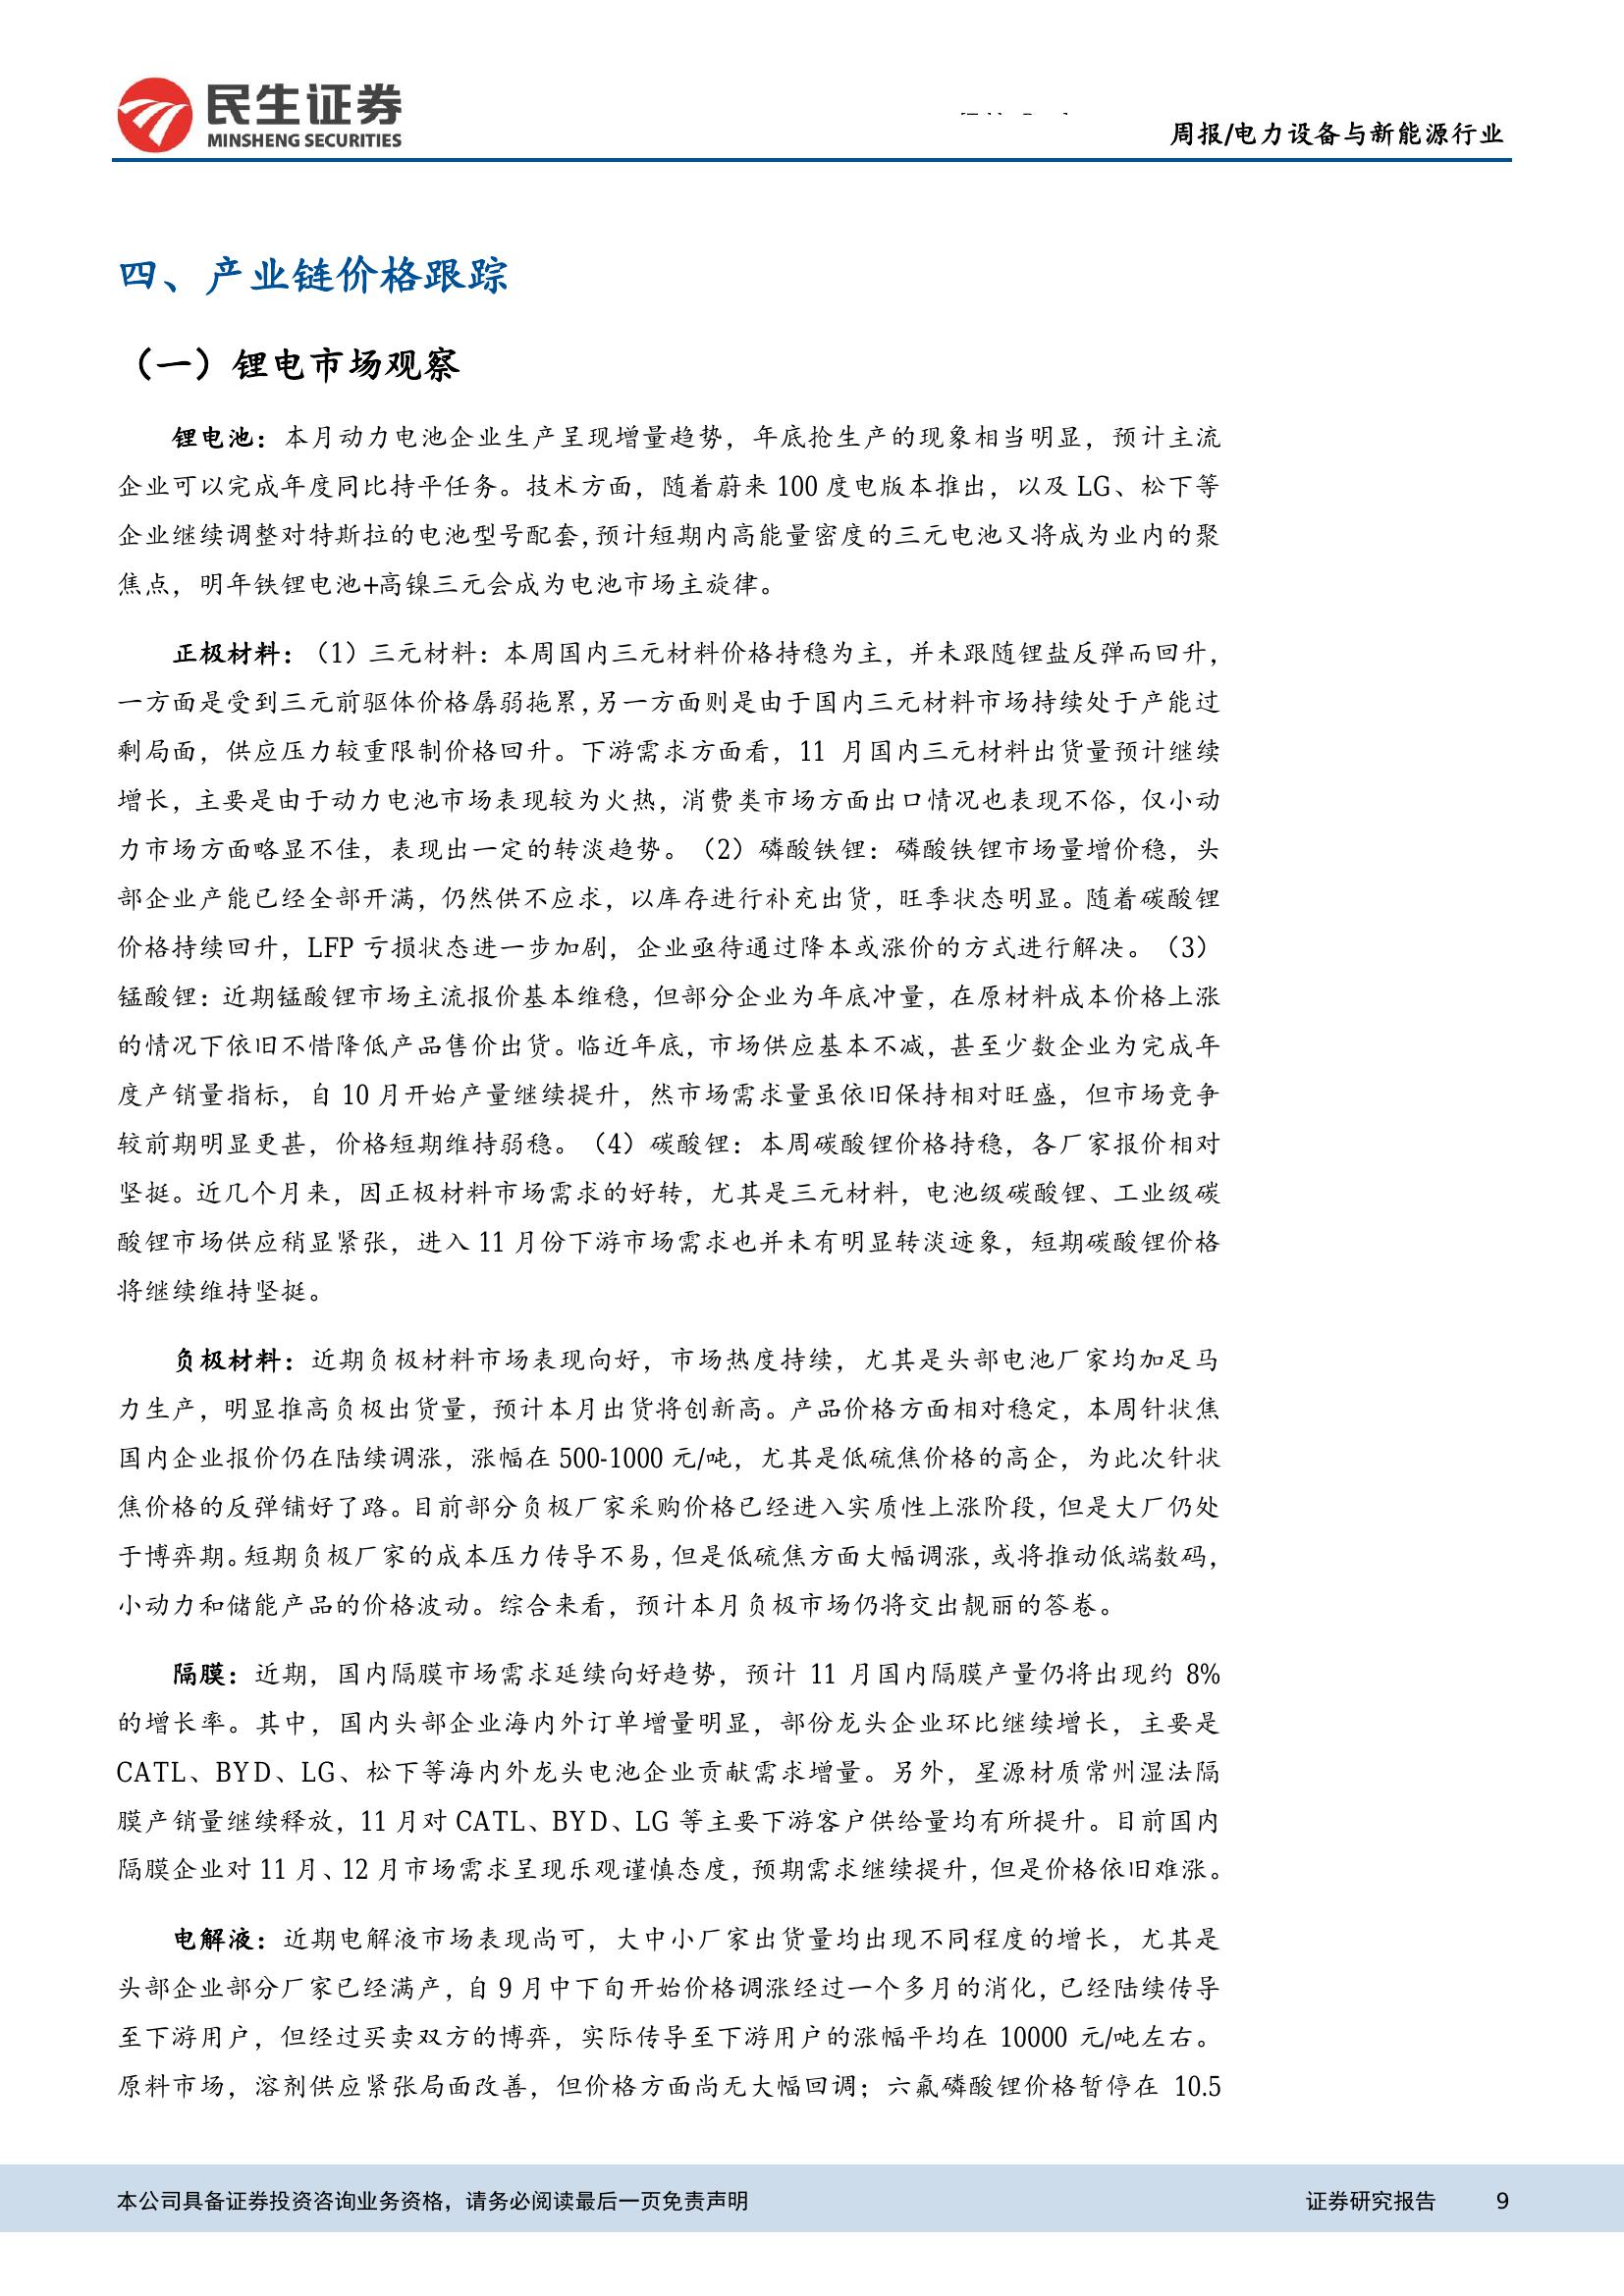 民生证券
MINSHENG SECURITIES
周报/电力设备与新能源行业
四、产业链价格跟踪
（一）锂电市场观察
锂电池：本月动力电池企业生产呈现增量趋势，年底抢生产的现象相当明显，预计主流
企业可以完成年度同比持平任务。技术方面，随着蔚来 100 度电版本推出，以及 LG、松下等
企业继续调整对特斯拉的电池型号配套，预计短期内高能量密度的三元电池又将成为业内的聚
焦点，明年铁锂电池+高镍三元会成为电池市场主旋律。
正极材料：（1）三元材料：本周国内三元材料价格持稳为主，并未跟随锂盐反弹而回升，
一方面是受到三元前驱体价格孱弱拖累，另一方面则是由于国内三元材料市场持续处于产能过
剩局面，供应压力较重限制价格回升。下游需求方面看，11 月国内三元材料出货量预计继续
增长，主要是由于动力电池市场表现较为火热，消费类市场方面出口情况也表现不俗，仅小动
力市场方面略显不佳，表现出一定的转淡趋势。（2）磷酸铁锂：磷酸铁锂市场量增价稳，头
部企业产能已经全部开满，仍然供不应求，以库存进行补充出货，旺季状态明显。随着碳酸锂
价格持续回升，LFP 亏损状态进一步加剧，企业亟待通过降本或涨价的方式进行解决。（3）
锰酸锂：近期锰酸锂市场主流报价基本维稳，但部分企业为年底冲量，在原材料成本价格上涨
的情况下依旧不惜降低产品售价出货。临近年底，市场供应基本不减，甚至少数企业为完成年
度产销量指标，自 10 月开始产量继续提升，然市场需求量虽依旧保持相对旺盛，但市场竞争
较前期明显更甚，价格短期维持弱稳。（4）碳酸锂：本周碳酸锂价格持稳，各厂家报价相对
坚挺。近几个月来，因正极材料市场需求的好转，尤其是三元材料，电池级碳酸锂、工业级碳
酸锂市场供应稍显紧张，进入 11 月份下游市场需求也并未有明显转淡迹象，短期碳酸锂价格
将继续维持坚挺。
负极材料：近期负极材料市场表现向好，市场热度持续，尤其是头部电池厂家均加足马
力生产，明显推高负极出货量，预计本月出货将创新高。产品价格方面相对稳定，本周针状焦
国内企业报价仍在陆续调涨，涨幅在 500-1000 元/吨，尤其是低硫焦价格的高企，为此次针状
焦价格的反弹铺好了路。目前部分负极厂家采购价格已经进入实质性上涨阶段，但是大厂仍处
于博弈期。短期负极厂家的成本压力传导不易，但是低硫焦方面大幅调涨，或将推动低端数码，
小动力和储能产品的价格波动。综合来看，预计本月负极市场仍将交出靓丽的答卷。
隔膜：近期，国内隔膜市场需求延续向好趋势，预计 11 月国内隔膜产量仍将出现约 8%
的增长率。其中，国内头部企业海内外订单增量明显，部份龙头企业环比继续增长，主要是
CATL、BYD、LG、松下等海内外龙头电池企业贡献需求增量。另外，星源材质常州湿法隔
膜产销量继续释放，11 月对 CATL、BYD、LG 等主要下游客户供给量均有所提升。目前国内
隔膜企业对 11 月、12 月市场需求呈现乐观谨慎态度，预期需求继续提升，但是价格依旧难涨。
电解液：近期电解液市场表现尚可，大中小厂家出货量均出现不同程度的增长，尤其是
头部企业部分厂家已经满产，自 9 月中下旬开始价格调涨经过一个多月的消化，已经陆续传导
至下游用户，但经过买卖双方的博弈，实际传导至下游用户的涨幅平均在 10000 元/吨左右。
原料市场，溶剂供应紧张局面改善，但价格方面尚无大幅回调；六氟磷酸锂价格暂停在 10.5
本公司具备证券投资咨询业务资格，请务必阅读最后一页免责声明
证券研究报告 9